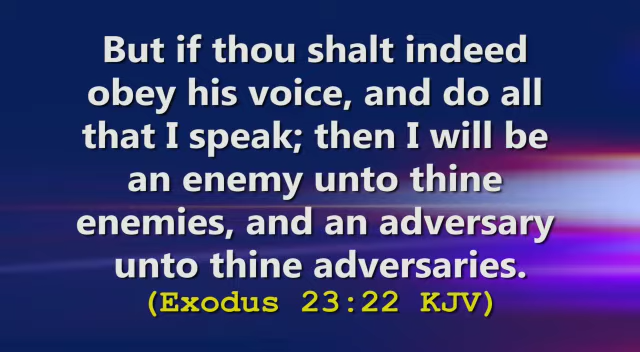 But if thou shalt indeed
obey his voice, and do all
that I speak; then I will be
an enemy unto thine
enemies, and an adversary
unto thine adversaries.
(Exodus 23:22 KJV)